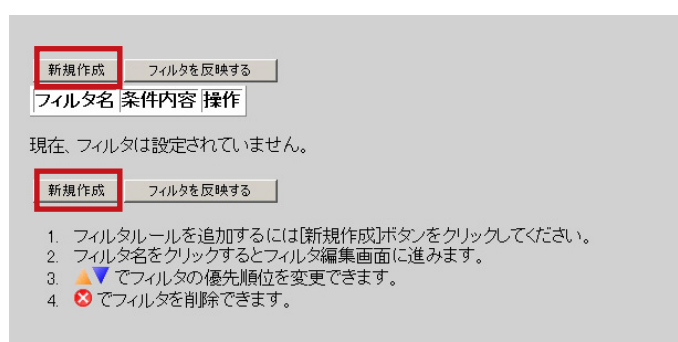 新規作成 フィルタを反映する
フィルタ名 条件内容 操作
現在、フィルタは設定されていません。
新規作成 フィルタを反映する
1. フィルタルールを追加するには[新規作成]ボタンをクリックしてください。
2. フィルタ名をクリックするとフィルタ編集画面に進みます。
3. でフィルタの優先順位を変更できます。
4. でフィルタを削除できます。